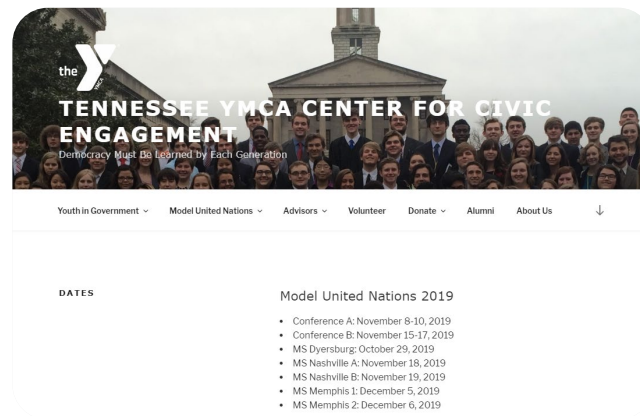 the
YMCA
TENNESSEE YMCA CENTER FOR CIVIC
ENGAGEMENT
Democracy Must Be Learned by Each Generation
Youth in Government
Model United Nations
Advisors
Volunteer
Donate
Alumni
About Us
DATES
Model United Nations 2019
• Conference A: November 8-10, 2019
• Conference B: November 15-17, 2019
• MS Dyersburg: October 29, 2019
• MS Nashville A: November 18, 2019
• MS Nashville B: November 19, 2019
• MS Memphis 1: December 5, 2019
• MS Memphis 2: December 6, 2019